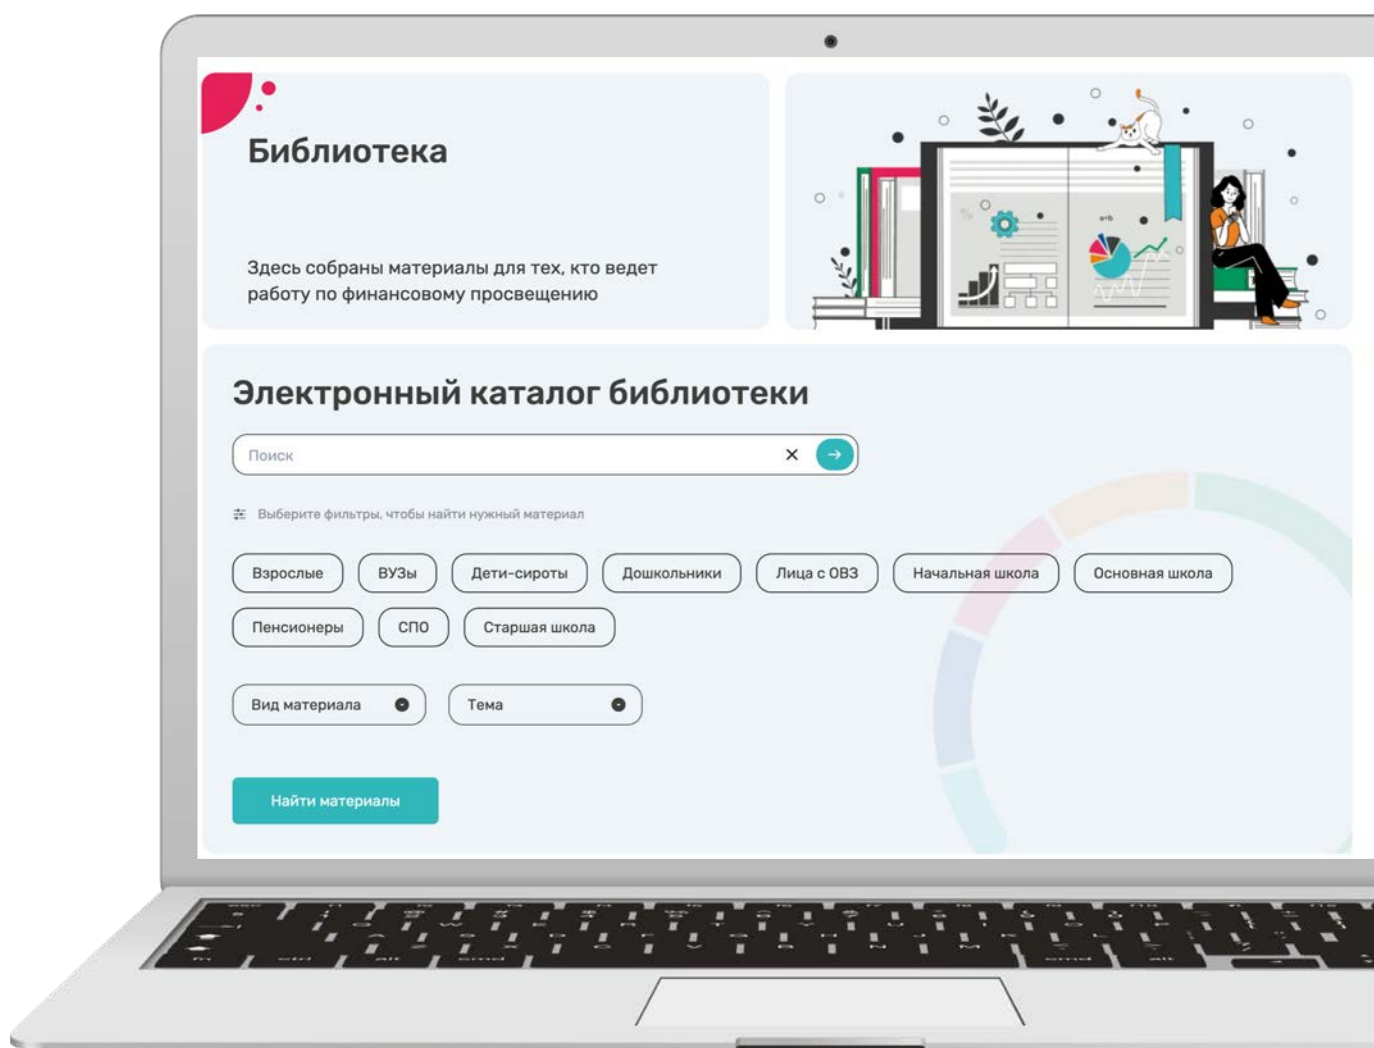 Библиотека
Здесь собраны материалы для тех, кто ведет
работу по финансовому просвещению
a+b
Электронный каталог библиотеки
Поиск
Выберите фильтры, чтобы найти нужный материал
Взрослые ВУЗы Дети-сироты Дошкольники Лица с ОВЗ Начальная школа Основная школа
Пенсионеры СПО Старшая школа
Вид материала Тема
Найти материалы